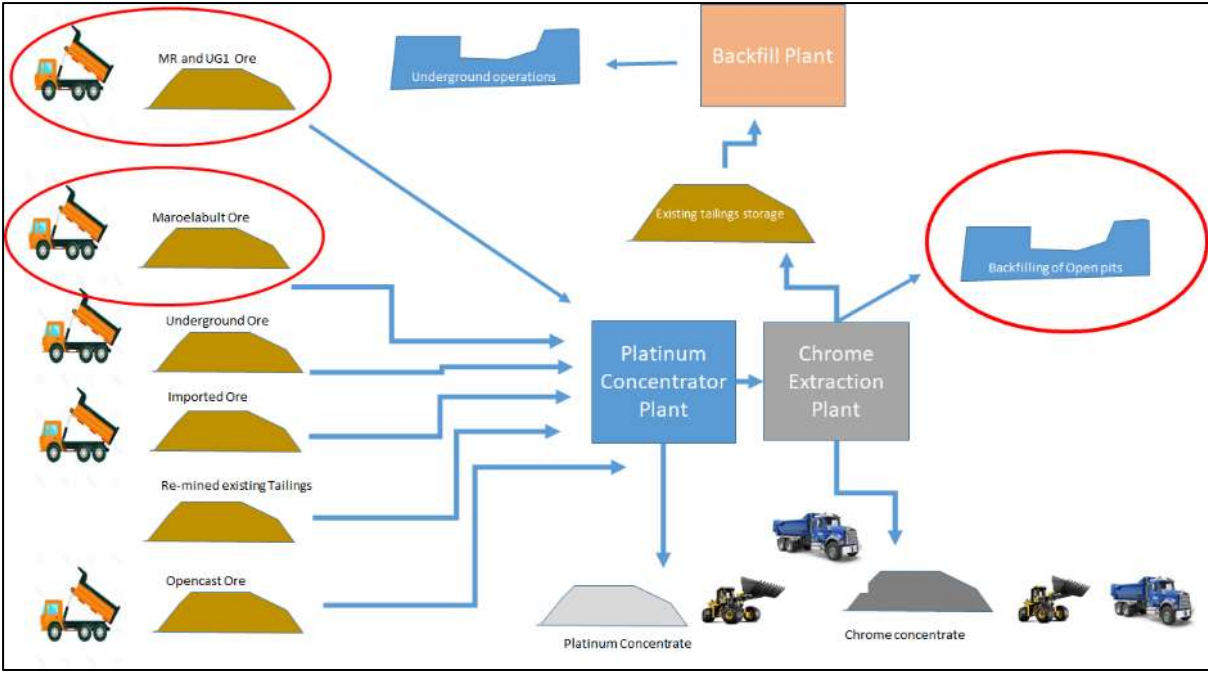 MR and UG1 Ore
Underground operations
Backfill Plant
Maroelabult Ore
Existing tailings storage
Backfilling of Open pits
Underground Ore
Platinum
Concentrator
Plant
Chrome
Extraction
Plant
Imported Ore
Re-mined existing Tailings
Opencast Ore
Platinum Concentrate
Chrome concentrate